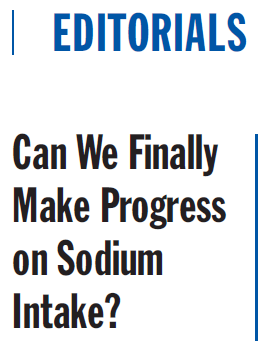 EDITORIALS
Can We Finally
Make Progress
on Sodium
Intake?